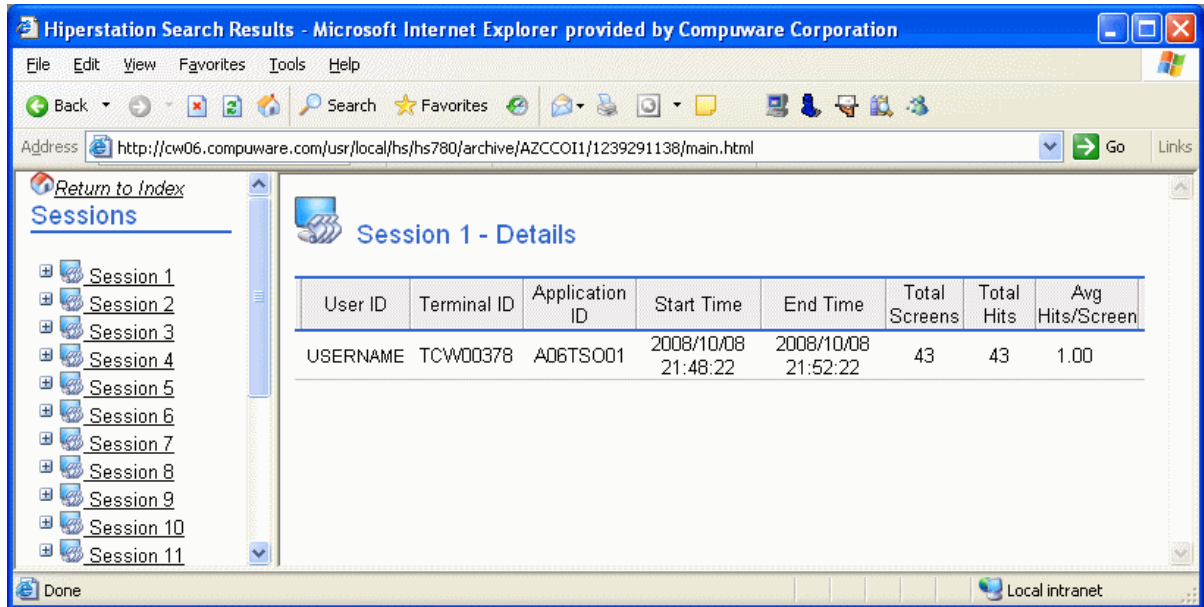 Hiperstation Search Results - Microsoft Internet Explorer provided by Compuware Corporation
File Edit View Favorites Tools Help
Back Search Favorites
Address http://cw06.compuware.com/usr/local/hs/hs780/archive/AZCCOI1/1239291138/main.html Go Links
Return to Index
Sessions
Session 1
Session 2
Session 3
Session 4
Session 5
Session 6
Session 7
Session 8
Session 9
Session 10
Session 11
Session 1 - Details
User ID Terminal ID Application ID Start Time End Time Total Screens Total Hits Avg Hits/Screen
USERNAME TCW00378 A06TSO01 2008/10/08 21:48:22 2008/10/08 21:52:22 43 43 1.00
Done Local intranet